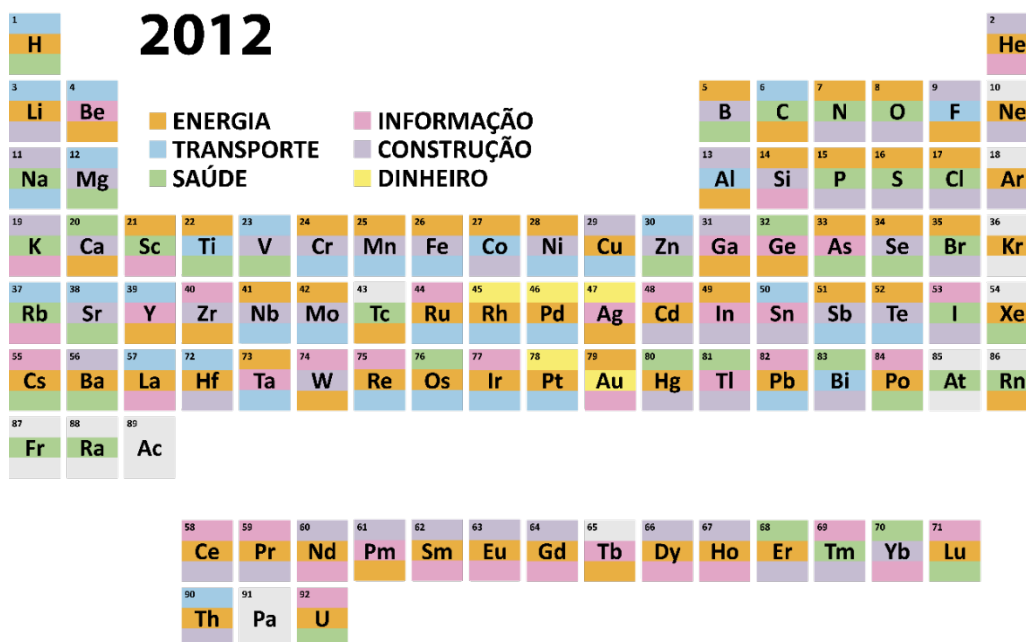 2012
1 2
H He
3 4 5 6 7 8 9 10
Li Be B C N O F Ne
ENERGIA INFORMAÇÃO
TRANSPORTE CONSTRUÇÃO
SAÚDE DINHEIRO
11 12 13 14 15 16 17 18
Na Mg Al Si P S Cl Ar
19 20 21 22 23 24 25 26 27 28 29 30 31 32 33 34 35 36
K Ca Sc Ti V Cr Mn Fe Co Ni Cu Zn Ga Ge As Se Br Kr
37 38 39 40 41 42 43 44 45 46 47 48 49 50 51 52 53 54
Rb Sr Y Zr Nb Mo Tc Ru Rh Pd Ag Cd In Sn Sb Te I Xe
55 56 57 72 73 74 75 76 77 78 79 80 81 82 83 84 85 86
Cs Ba La Hf Ta W Re Os Ir Pt Au Hg Tl Pb Bi Po At Rn
87 88 89
Fr Ra Ac
58 59 60 61 62 63 64 65 66 67 68 69 70 71
Ce Pr Nd Pm Sm Eu Gd Tb Dy Ho Er Tm Yb Lu
90 91 92
Th Pa U